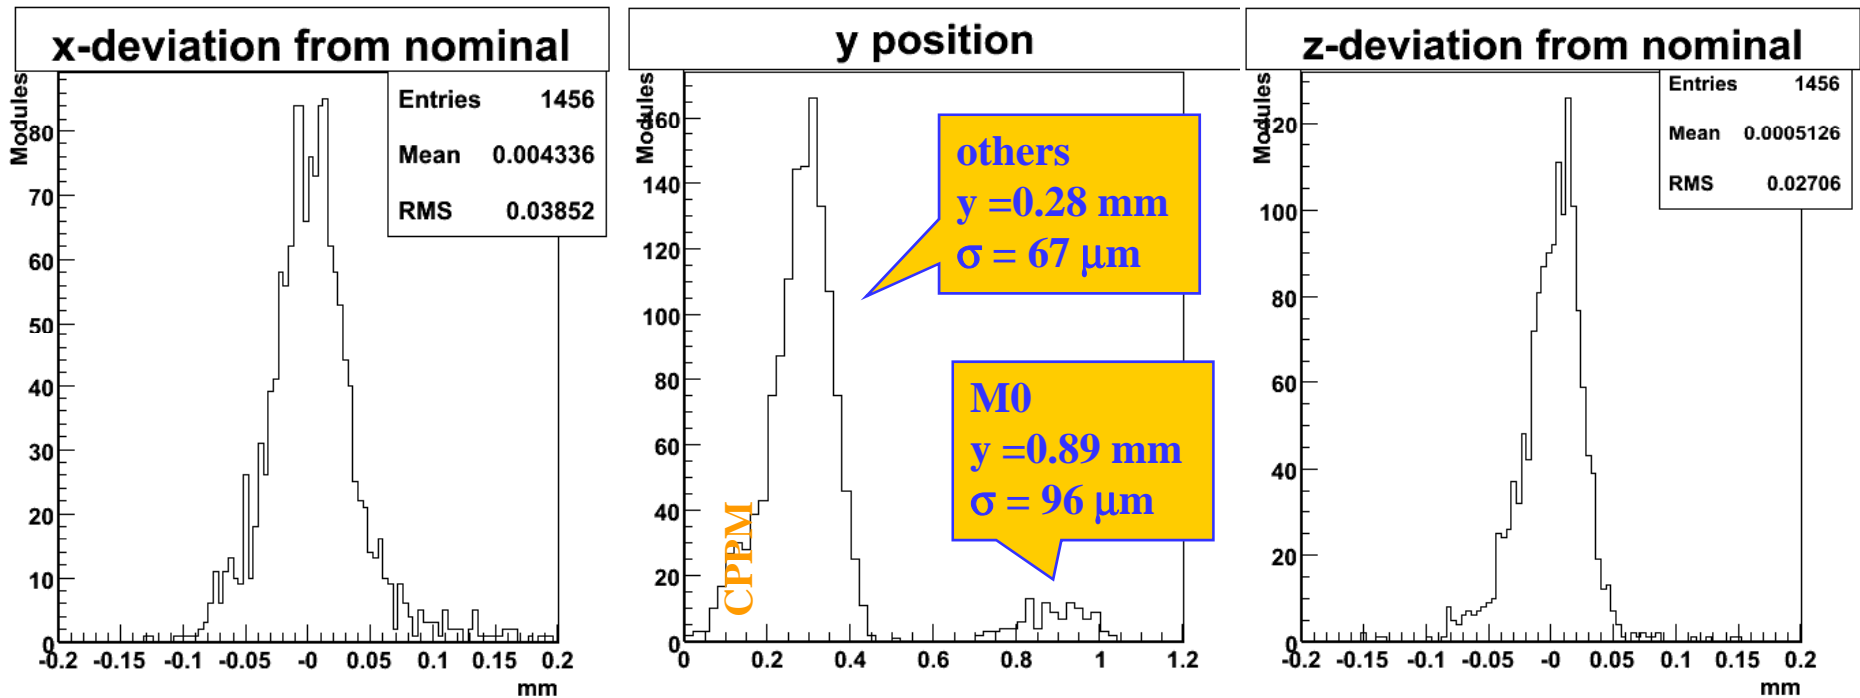 x-deviation from nominal
Modules
Entries 1456
Mean 0.004336
RMS 0.03852
80
70
60
50
40
30
20
10
0
-0.2 -0.15 -0.1 -0.05 -0 0.05 0.1 0.15 0.2
mm
y position
Modules
160
140
120
100
80
60
40
20
0
0 0.2 0.4 0.6 0.8 1 1.2
others
y =0.28 mm
σ = 67 μm
M0
y =0.89 mm
σ = 96 μm
CPPM
z-deviation from nominal
Modules
Entries 1456
Mean 0.0005126
RMS 0.02706
120
100
80
60
40
20
0
-0.2 -0.15 -0.1 -0.05 -0 0.05 0.1 0.15 0.2
mm